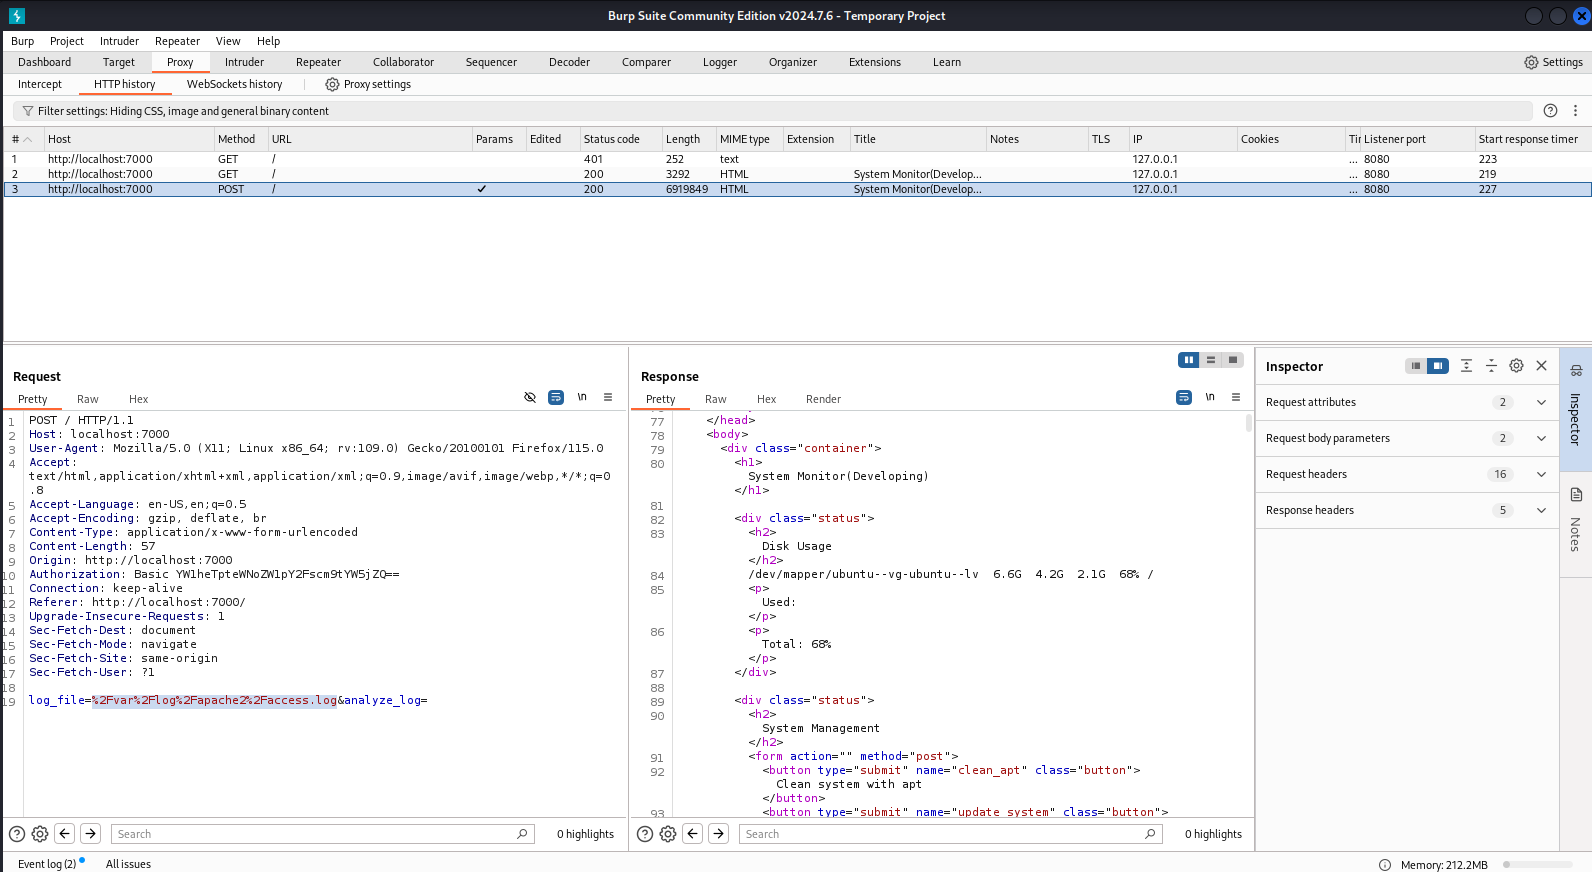 Burp Suite Community Edition v2024.7.6 - Temporary Project
Burp Project Intruder Repeater View Help
Dashboard Target Proxy Intruder Repeater Collaborator Sequencer Decoder Comparer Logger Organizer Extensions Learn Settings
Intercept HTTP history WebSockets history Proxy settings
Filter settings: Hiding CSS, image and general binary content
# Host Method URL Params Edited Status code Length MIME type Extension Title Notes TLS IP Cookies Tir Listener port Start response timer
1 http://localhost:7000 GET / 401 252 text 127.0.0.1 ... 8080 223
2 http://localhost:7000 GET / 200 3292 HTML System Monitor(Develop... 127.0.0.1 ... 8080 219
3 http://localhost:7000 POST / ✓ 200 6919849 HTML System Monitor(Develop... 127.0.0.1 ... 8080 227
Request
Pretty Raw Hex \n
1 POST / HTTP/1.1
2 Host: localhost:7000
3 User-Agent: Mozilla/5.0 (X11; Linux x86_64; rv:109.0) Gecko/20100101 Firefox/115.0
4 Accept:
text/html,application/xhtml+xml,application/xml;q=0.9,image/avif,image/webp,*/*;q=0
.8
5 Accept-Language: en-US,en;q=0.5
6 Accept-Encoding: gzip, deflate, br
7 Content-Type: application/x-www-form-urlencoded
8 Content-Length: 57
9 Origin: http://localhost:7000
10 Authorization: Basic YW1heTpteWNoZW1pY2Fscm9tYW5jZQ==
11 Connection: keep-alive
12 Referer: http://localhost:7000/
13 Upgrade-Insecure-Requests: 1
14 Sec-Fetch-Dest: document
15 Sec-Fetch-Mode: navigate
16 Sec-Fetch-Site: same-origin
17 Sec-Fetch-User: ?1
18
19 log_file=%2Fvar%2Flog%2Fapache2%2Faccess.log&analyze_log=
Search 0 highlights
Response
Pretty Raw Hex Render \n
77 </head>
78 <body>
79 <div class="container">
80 <h1>
System Monitor(Developing)
</h1>
81
82 <div class="status">
83 <h2>
Disk Usage
</h2>
84 /dev/mapper/ubuntu--vg-ubuntu--lv 6.6G 4.2G 2.1G 68% /
85 <p>
Used:
</p>
86 <p>
Total: 68%
</p>
87 </div>
88
89 <div class="status">
90 <h2>
System Management
</h2>
91 <form action="" method="post">
92 <button type="submit" name="clean_apt" class="button">
Clean system with apt
</button>
93 <button type="submit" name="update_system" class="button">
Search 0 highlights
Inspector
Request attributes 2
Request body parameters 2
Request headers 16
Response headers 5
Inspector
Notes
Event log (2) All issues Memory: 212.2MB